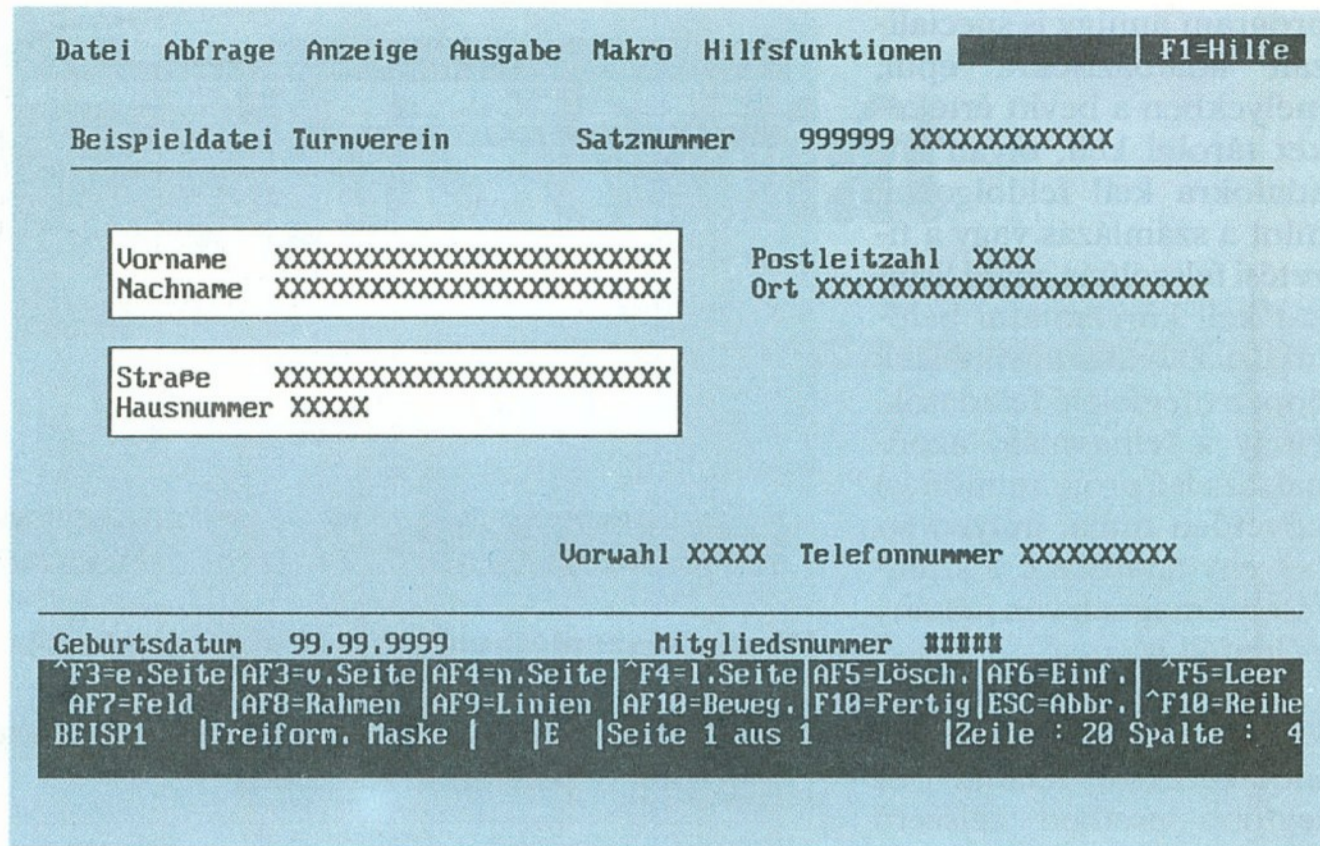 Datei Abfrage Anzeige Ausgabe Makro Hilfsfunktionen F1=Hilfe
Beispieldatei Turnverein Satznummer 999999 XXXXXXXXXXXXX
Vorname XXXXXXXXXXXXXXXXXXXXXXXXX Postleitzahl XXXX
Nachname XXXXXXXXXXXXXXXXXXXXXXXXX Ort XXXXXXXXXXXXXXXXXXXXXXXXX
Straße XXXXXXXXXXXXXXXXXXXXXXXXX
Hausnummer XXXXX
Vorwahl XXXXX Telefonnummer XXXXXXXXXX
Geburtsdatum 99.99.9999 Mitgliedsnummer #####
^F3=e.Seite|AF3=v.Seite|AF4=n.Seite|^F4=l.Seite|AF5=Lösch.|AF6=Einf.| ^F5=Leer
AF7=Feld |AF8=Rahmen |AF9=Linien |AF10=Beweg.|F10=Fertig|ESC=Abbr.|^F10=Reihe
BEISP1 |Freiform. Maske | |E |Seite 1 aus 1 |Zeile : 20 Spalte : 4